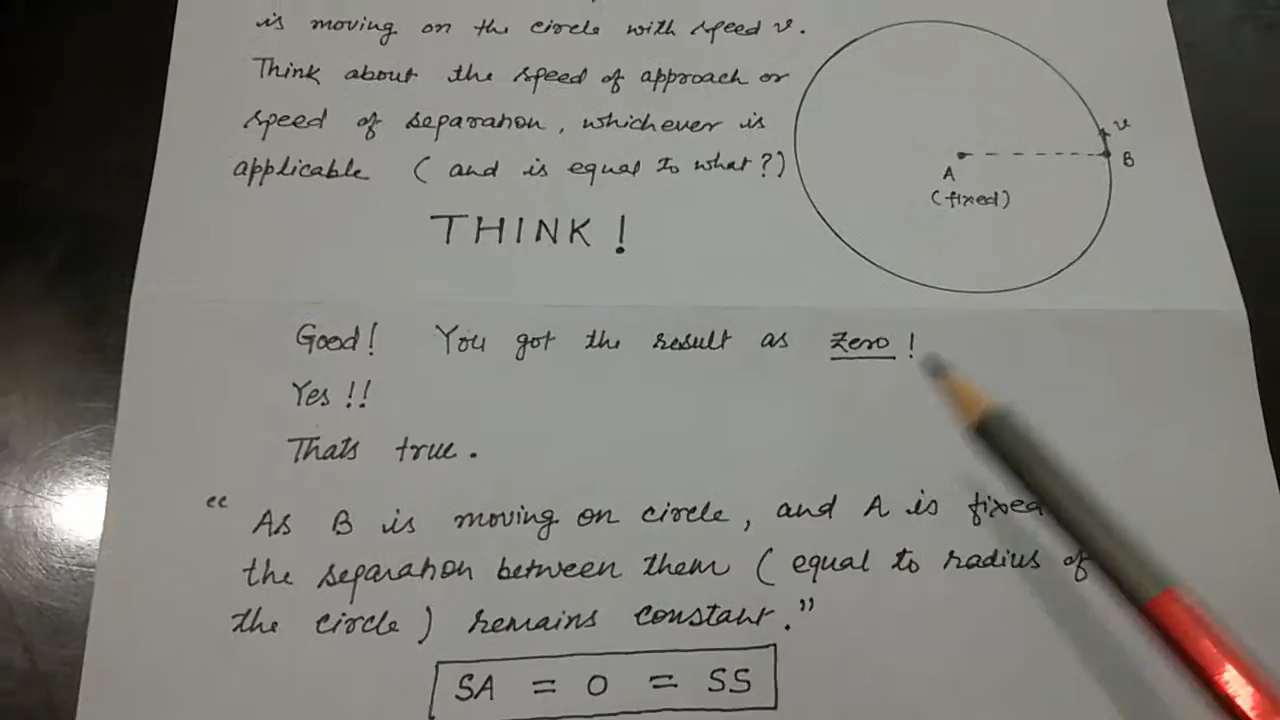 is moving on the circle with speed v.
Think about the speed of approach or
speed of separation, whichever is
applicable ( and is equal to what?)
THINK !
v
B
A
(fixed)
Good! You got the result as Zero !
Yes !!
Thats true.
“ As B is moving on circle, and A is fixed,
the separation between them ( equal to radius of
the circle ) remains constant.”
SA = 0 = SS